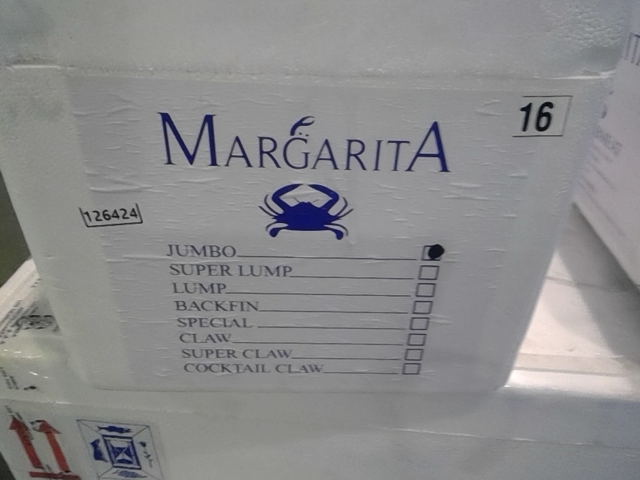 MARGARITA
16
126424
JUMBO
SUPER LUMP
LUMP
BACKFIN
SPECIAL
CLAW
SUPER CLAW
COCKTAIL CLAW